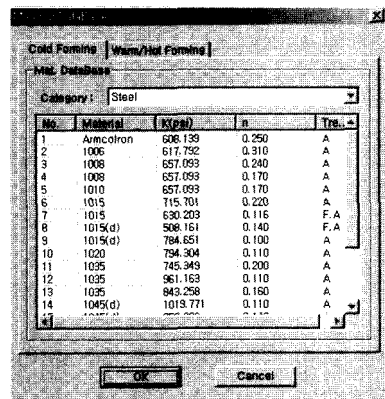 Cold Forming Warm/Hot Forming
Mat. DataBase
Category : Steel
No. Material K(psi) n Tre..
1 Armcolron 608.139 0.250 A
2 1006 617.792 0.310 A
3 1008 657.093 0.240 A
4 1008 657.093 0.170 A
5 1010 657.093 0.170 A
6 1015 715.701 0.220 A
7 1015 630.203 0.116 F.A
8 1015(d) 508.161 0.140 F.A
9 1015(d) 784.651 0.100 A
10 1020 794.304 0.110 A
11 1035 745.349 0.200 A
12 1035 961.163 0.110 A
13 1035 843.258 0.160 A
14 1045(d) 1019.771 0.110 A
OK Cancel